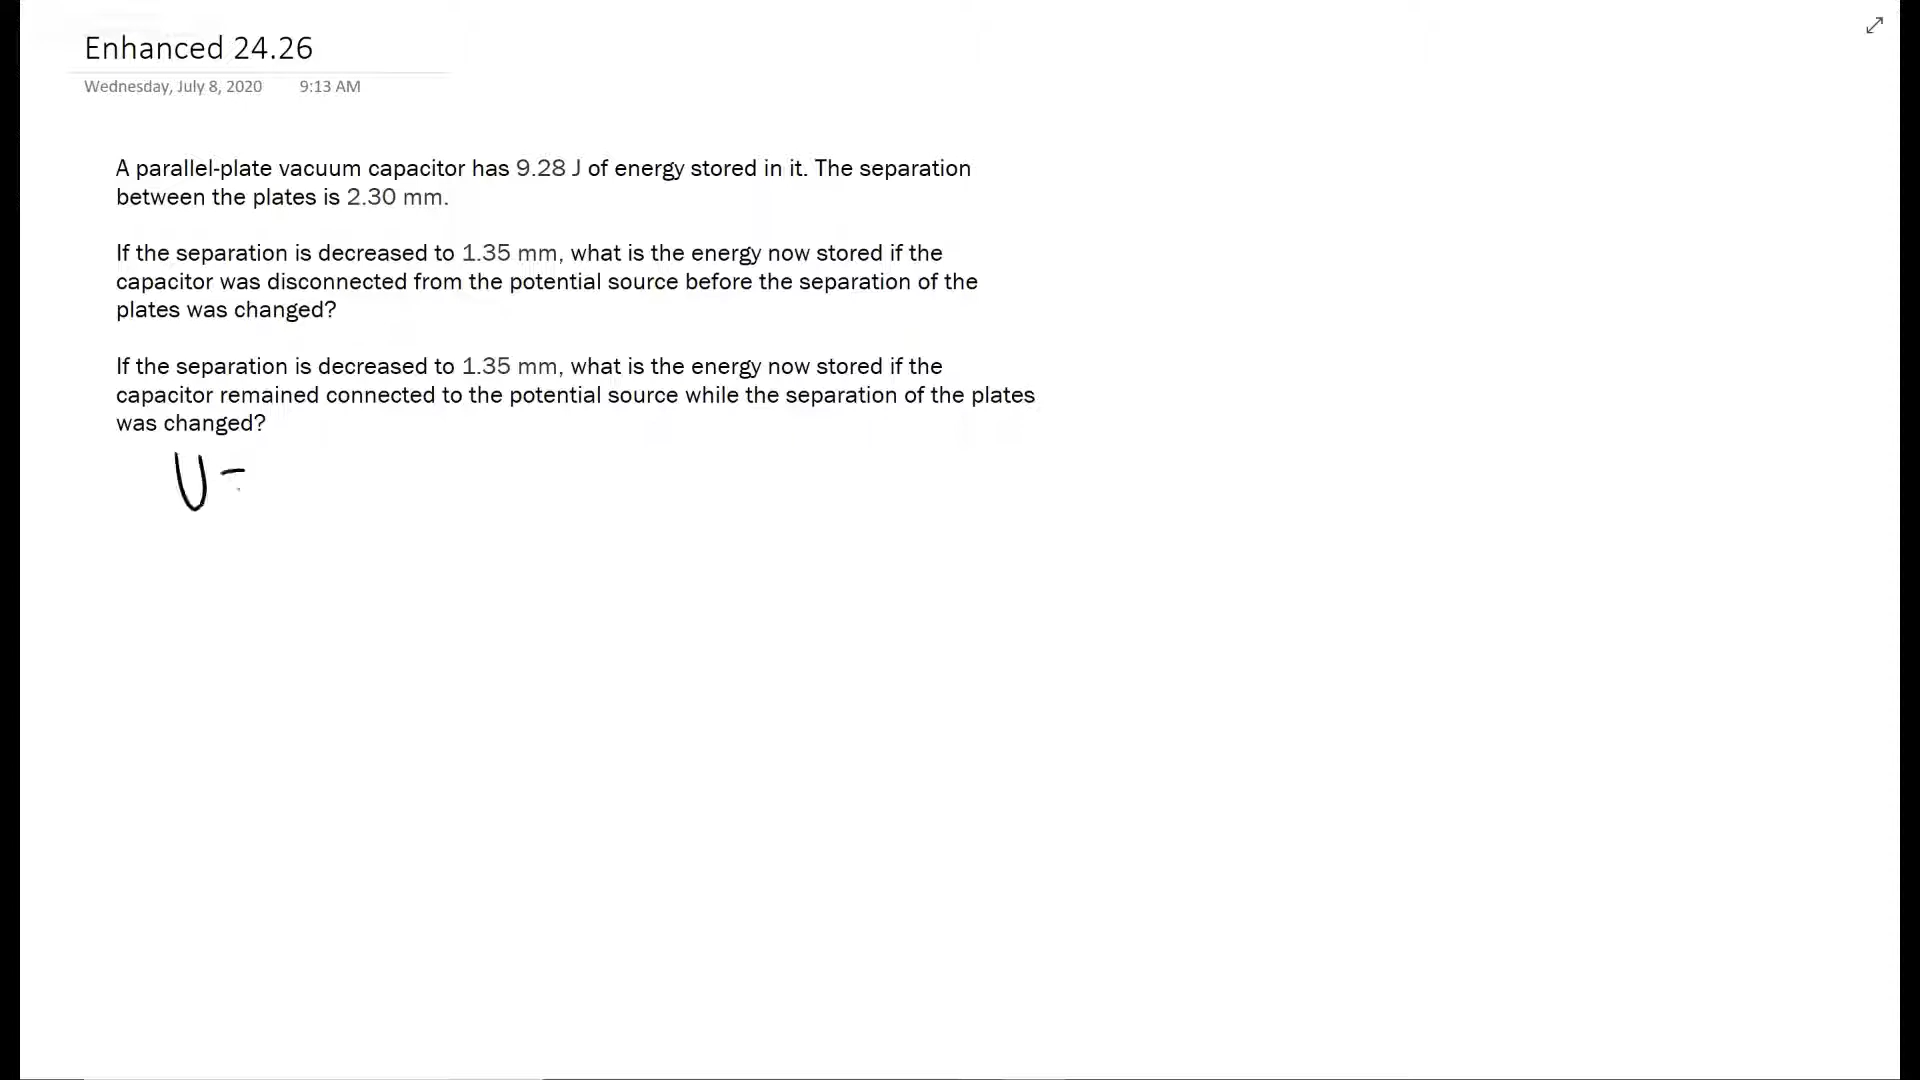 Enhanced 24.26
Wednesday, July 8, 2020 9:13 AM
A parallel-plate vacuum capacitor has 9.28 J of energy stored in it. The separation
between the plates is 2.30 mm.
If the separation is decreased to 1.35 mm, what is the energy now stored if the
capacitor was disconnected from the potential source before the separation of the
plates was changed?
If the separation is decreased to 1.35 mm, what is the energy now stored if the
capacitor remained connected to the potential source while the separation of the plates
was changed?
U =